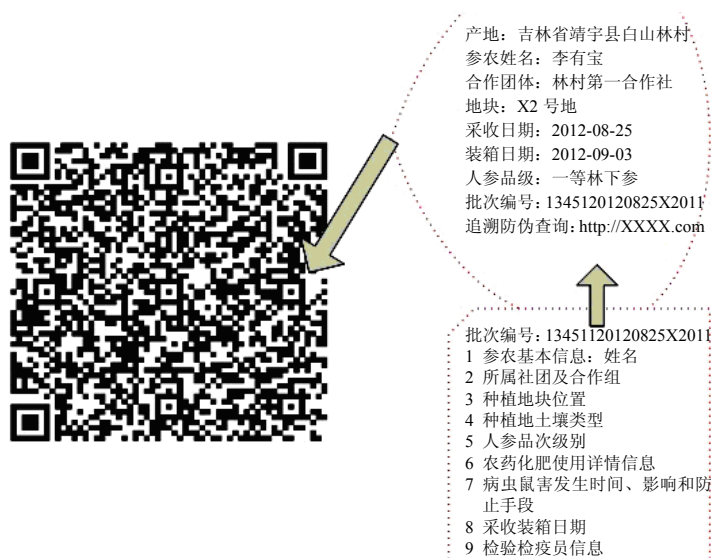 产地：吉林省靖宇县白山林村
参农姓名：李有宝
合作团体：林村第一合作社
地块：X2 号地
采收日期：2012-08-25
装箱日期：2012-09-03
人参品级：一等林下参
批次编号：1345120120825X2011
追溯防伪查询：http://XXXX.com
批次编号：13451120120825X2011
1 参农基本信息：姓名
2 所属社团及合作组
3 种植地块位置
4 种植地土壤类型
5 人参品次级别
6 农药化肥使用详情信息
7 病虫鼠害发生时间、影响和防
止手段
8 采收装箱日期
9 检验检疫员信息